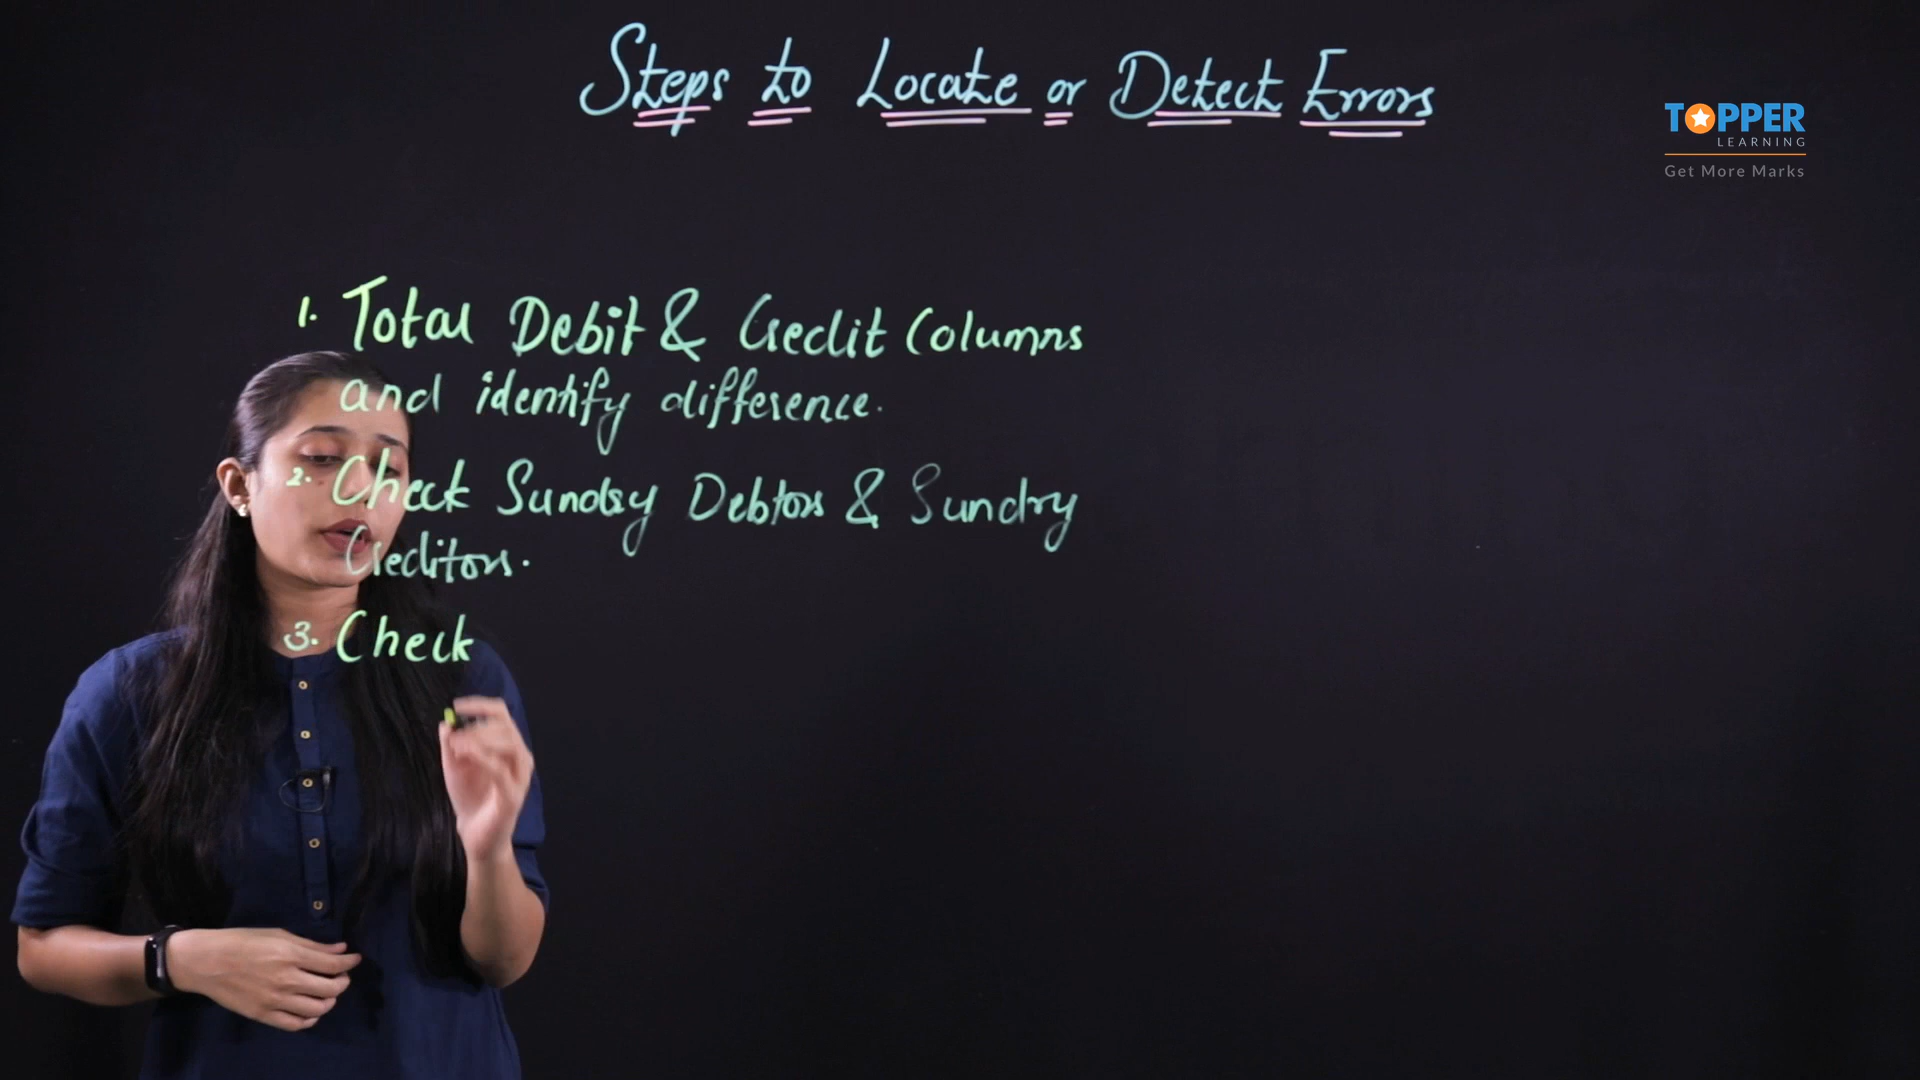 Steps to Locate or Detect Errors
TOPPER
LEARNING
Get More Marks
1. Total Debit & Credit Columns
and identify difference.
2. Check Sundry Debtors & Sundry
Creditors.
3. Check